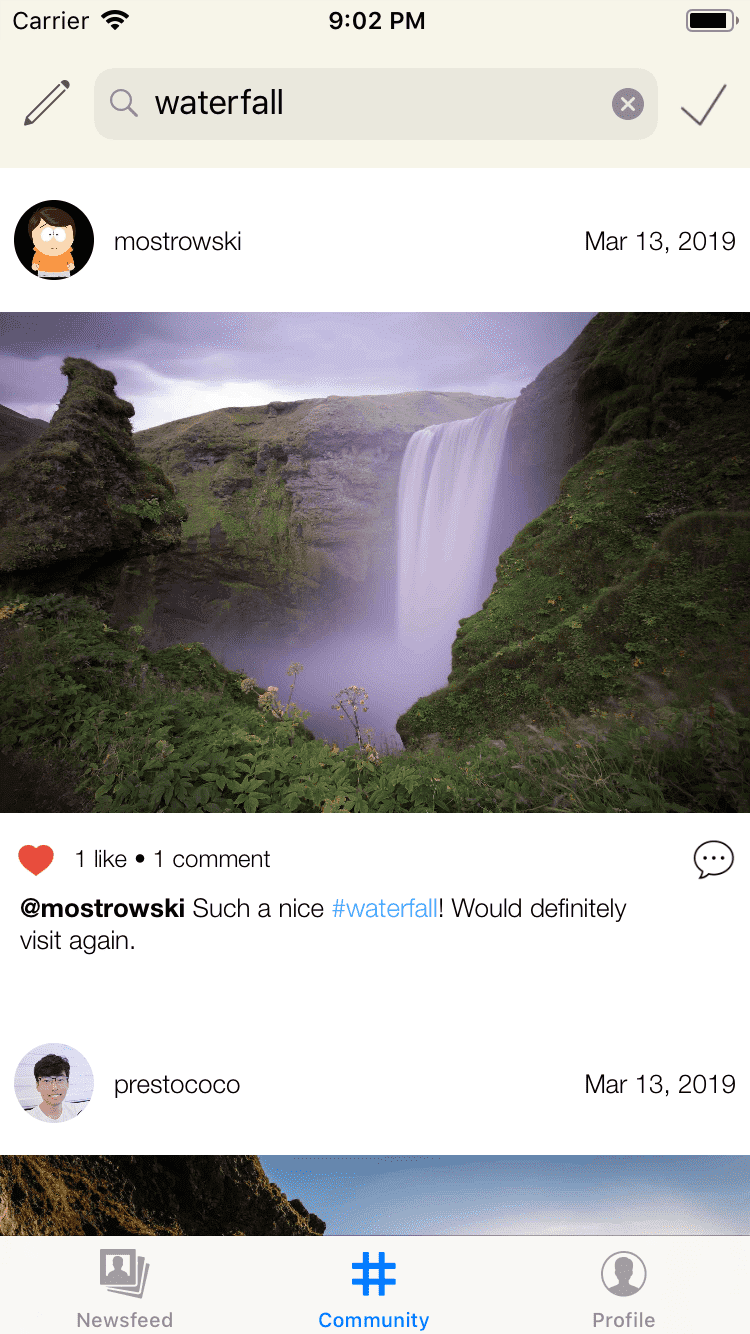 Carrier 9:02 PM
waterfall
mostrowski Mar 13, 2019
1 like • 1 comment
@mostrowski Such a nice #waterfall! Would definitely
visit again.
prestococo Mar 13, 2019
Newsfeed Community Profile